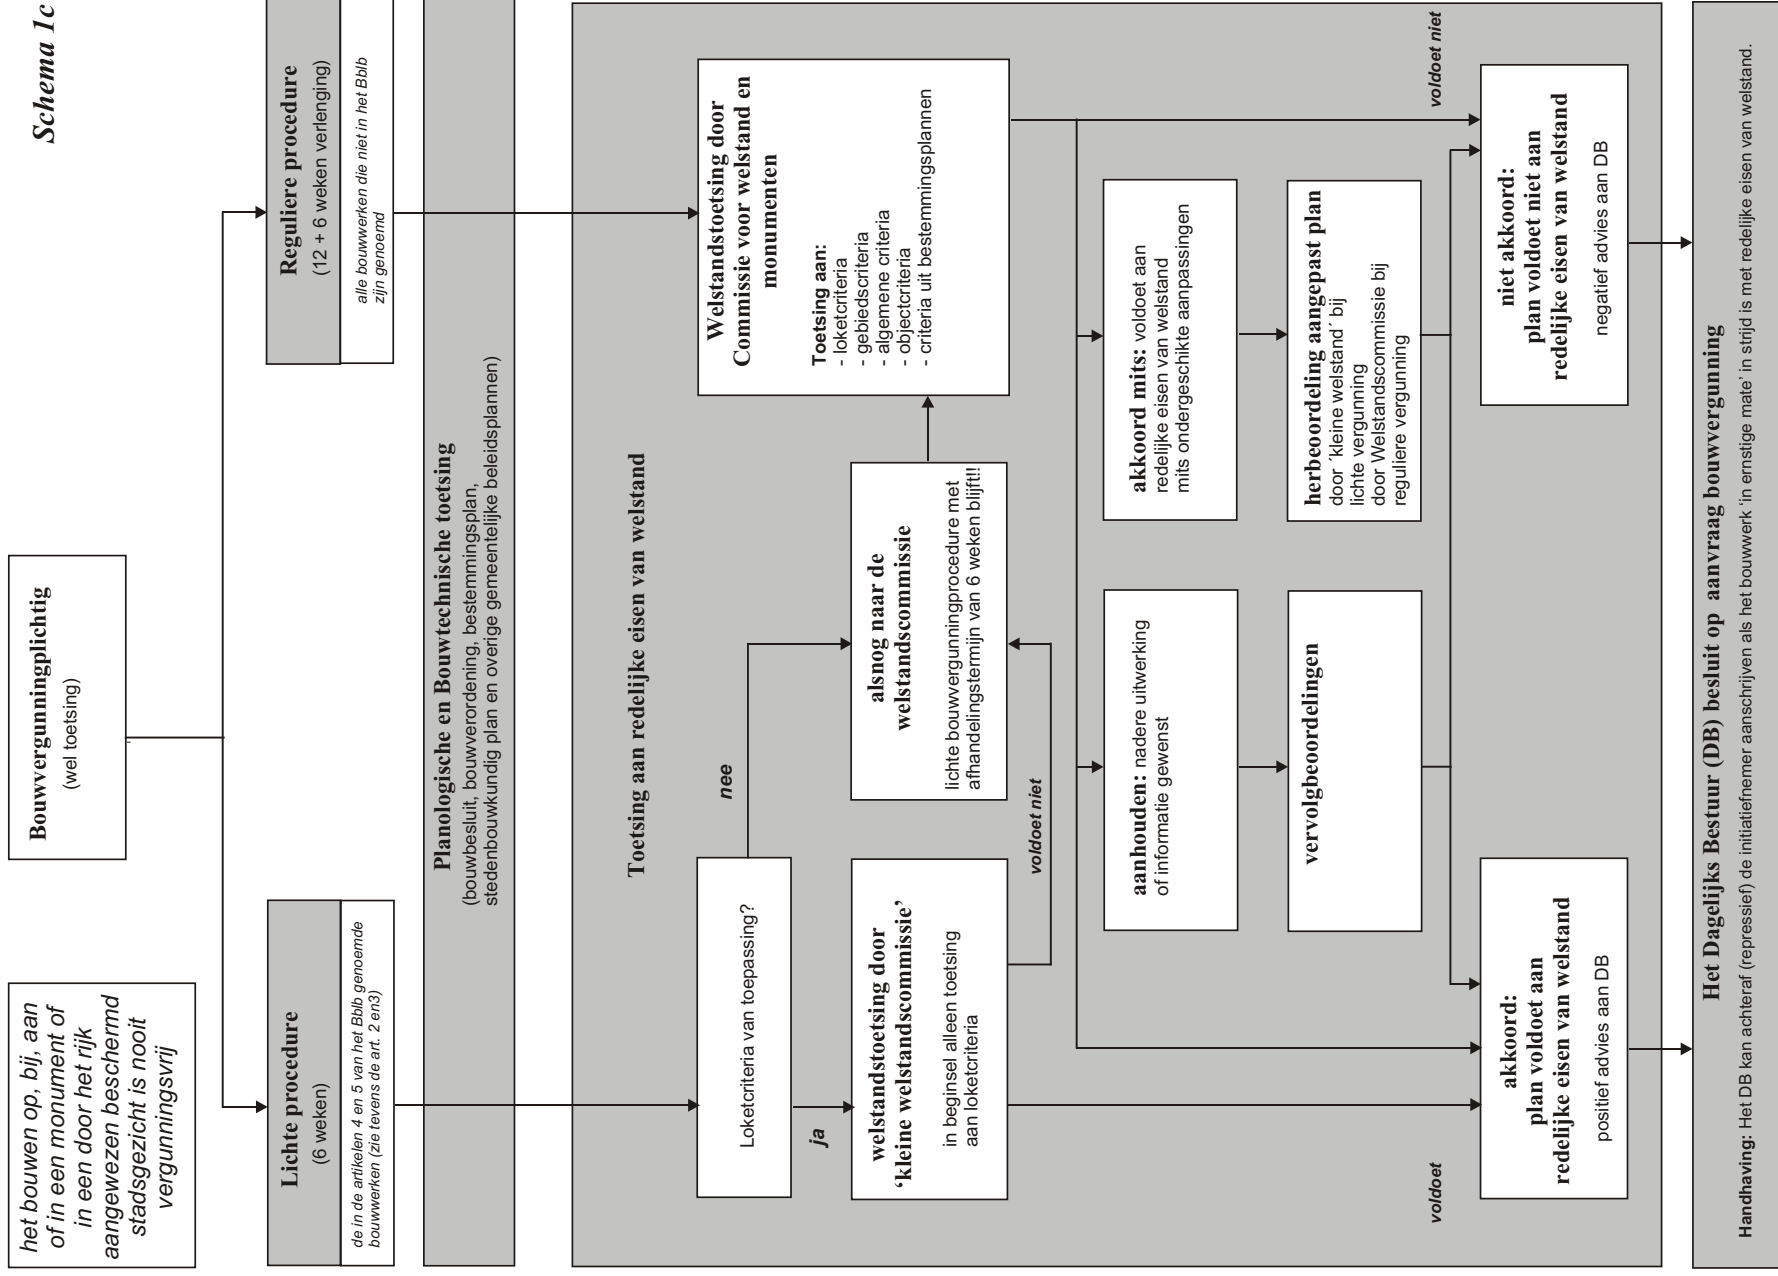 Schema 1c
het bouwen op, bij, aan
of in een monument of
in een door het rijk
aangewezen beschermd
stadsgezicht is nooit
vergunningsvrij
Bouwvergunningplichtig
(wel toetsing)
Lichte procedure
(6 weken)
de in de artikelen 4 en 5 van het Bblb genoemde
bouwwerken (zie tevens de art. 2 en3)
Reguliere procedure
(12 + 6 weken verlenging)
alle bouwwerken die niet in het Bblb
zijn genoemd
Planologische en Bouwtechnische toetsing
(bouwbesluit, bouwverordening, bestemmingsplan,
stedenbouwkundig plan en overige gemeentelijke beleidsplannen)
Toetsing aan redelijke eisen van welstand
Loketcriteria van toepassing?
nee
ja
welstandstoetsing door
‘kleine welstandscommissie’
in beginsel alleen toetsing
aan loketcriteria
voldoet niet
alsnog naar de
welstandscommissie
lichte bouwvergunningprocedure met
afhandelingstermijn van 6 weken blijft!!
Welstandstoetsing door
Commissie voor welstand en
monumenten
Toetsing aan:
- loketcriteria
- gebiedscriteria
- algemene criteria
- objectcriteria
- criteria uit bestemmingsplannen
aanhouden: nadere uitwerking
of informatie gewenst
akkoord mits: voldoet aan
redelijke eisen van welstand
mits ondergeschikte aanpassingen
vervolgbeoordelingen
herbeoordeling aangepast plan
door ‘kleine welstand’ bij
lichte vergunning
door Welstandscommissie bij
reguliere vergunning
voldoet
voldoet niet
akkoord:
plan voldoet aan
redelijke eisen van welstand
positief advies aan DB
niet akkoord:
plan voldoet niet aan
redelijke eisen van welstand
negatief advies aan DB
Het Dagelijks Bestuur (DB) besluit op aanvraag bouwvergunning
Handhaving: Het DB kan achteraf (repressief) de initiatiefnemer aanschrijven als het bouwwerk ‘in ernstige mate’ in strijd is met redelijke eisen van welstand.